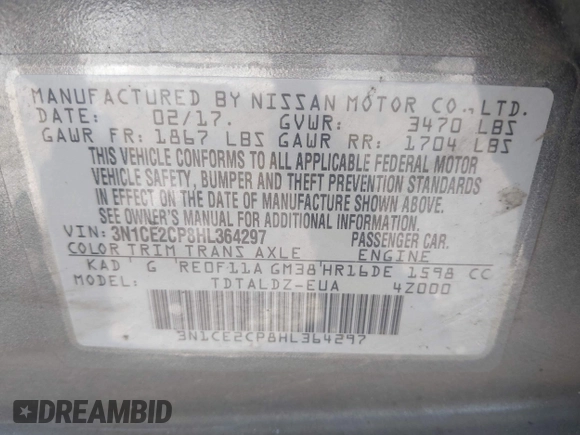 MANUFACTURED BY NISSAN MOTOR CO., LTD.
DATE: 02/17. GVWR: 3470 LBS
GAWR FR: 1867 LBS GAWR RR: 1704 LBS
THIS VEHICLE CONFORMS TO ALL APPLICABLE FEDERAL MOTOR
VEHICLE SAFETY, BUMPER AND THEFT PREVENTION STANDARDS
IN EFFECT ON THE DATE OF MANUFACTURE SHOWN ABOVE.
SEE OWNER'S MANUAL FOR ADDITIONAL INFORMATION.
VIN: 3N1CE2CP8HL364297 PASSENGER CAR.
COLOR TRIM TRANS AXLE ENGINE
KAD G RE0F11A GM38 HR16DE 1598 CC
MODEL: TDTALDZ-EUA 4Z000
3N1CE2CP8HL364297
DREAMBID